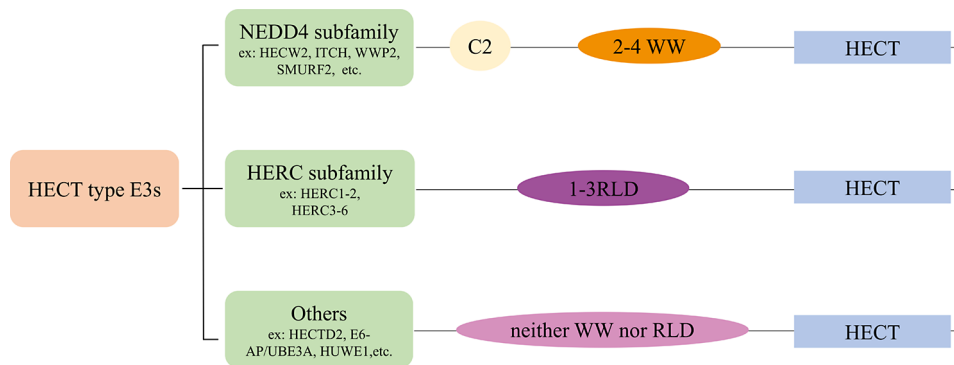 NEDD4 subfamily
ex: HECW2, ITCH, WWP2,
SMURF2, etc.
C2
2-4 WW
HECT
HECT type E3s
HERC subfamily
ex: HERC1-2,
HERC3-6
1-3RLD
HECT
Others
ex: HECTD2, E6-
AP/UBE3A, HUWE1,etc.
neither WW nor RLD
HECT